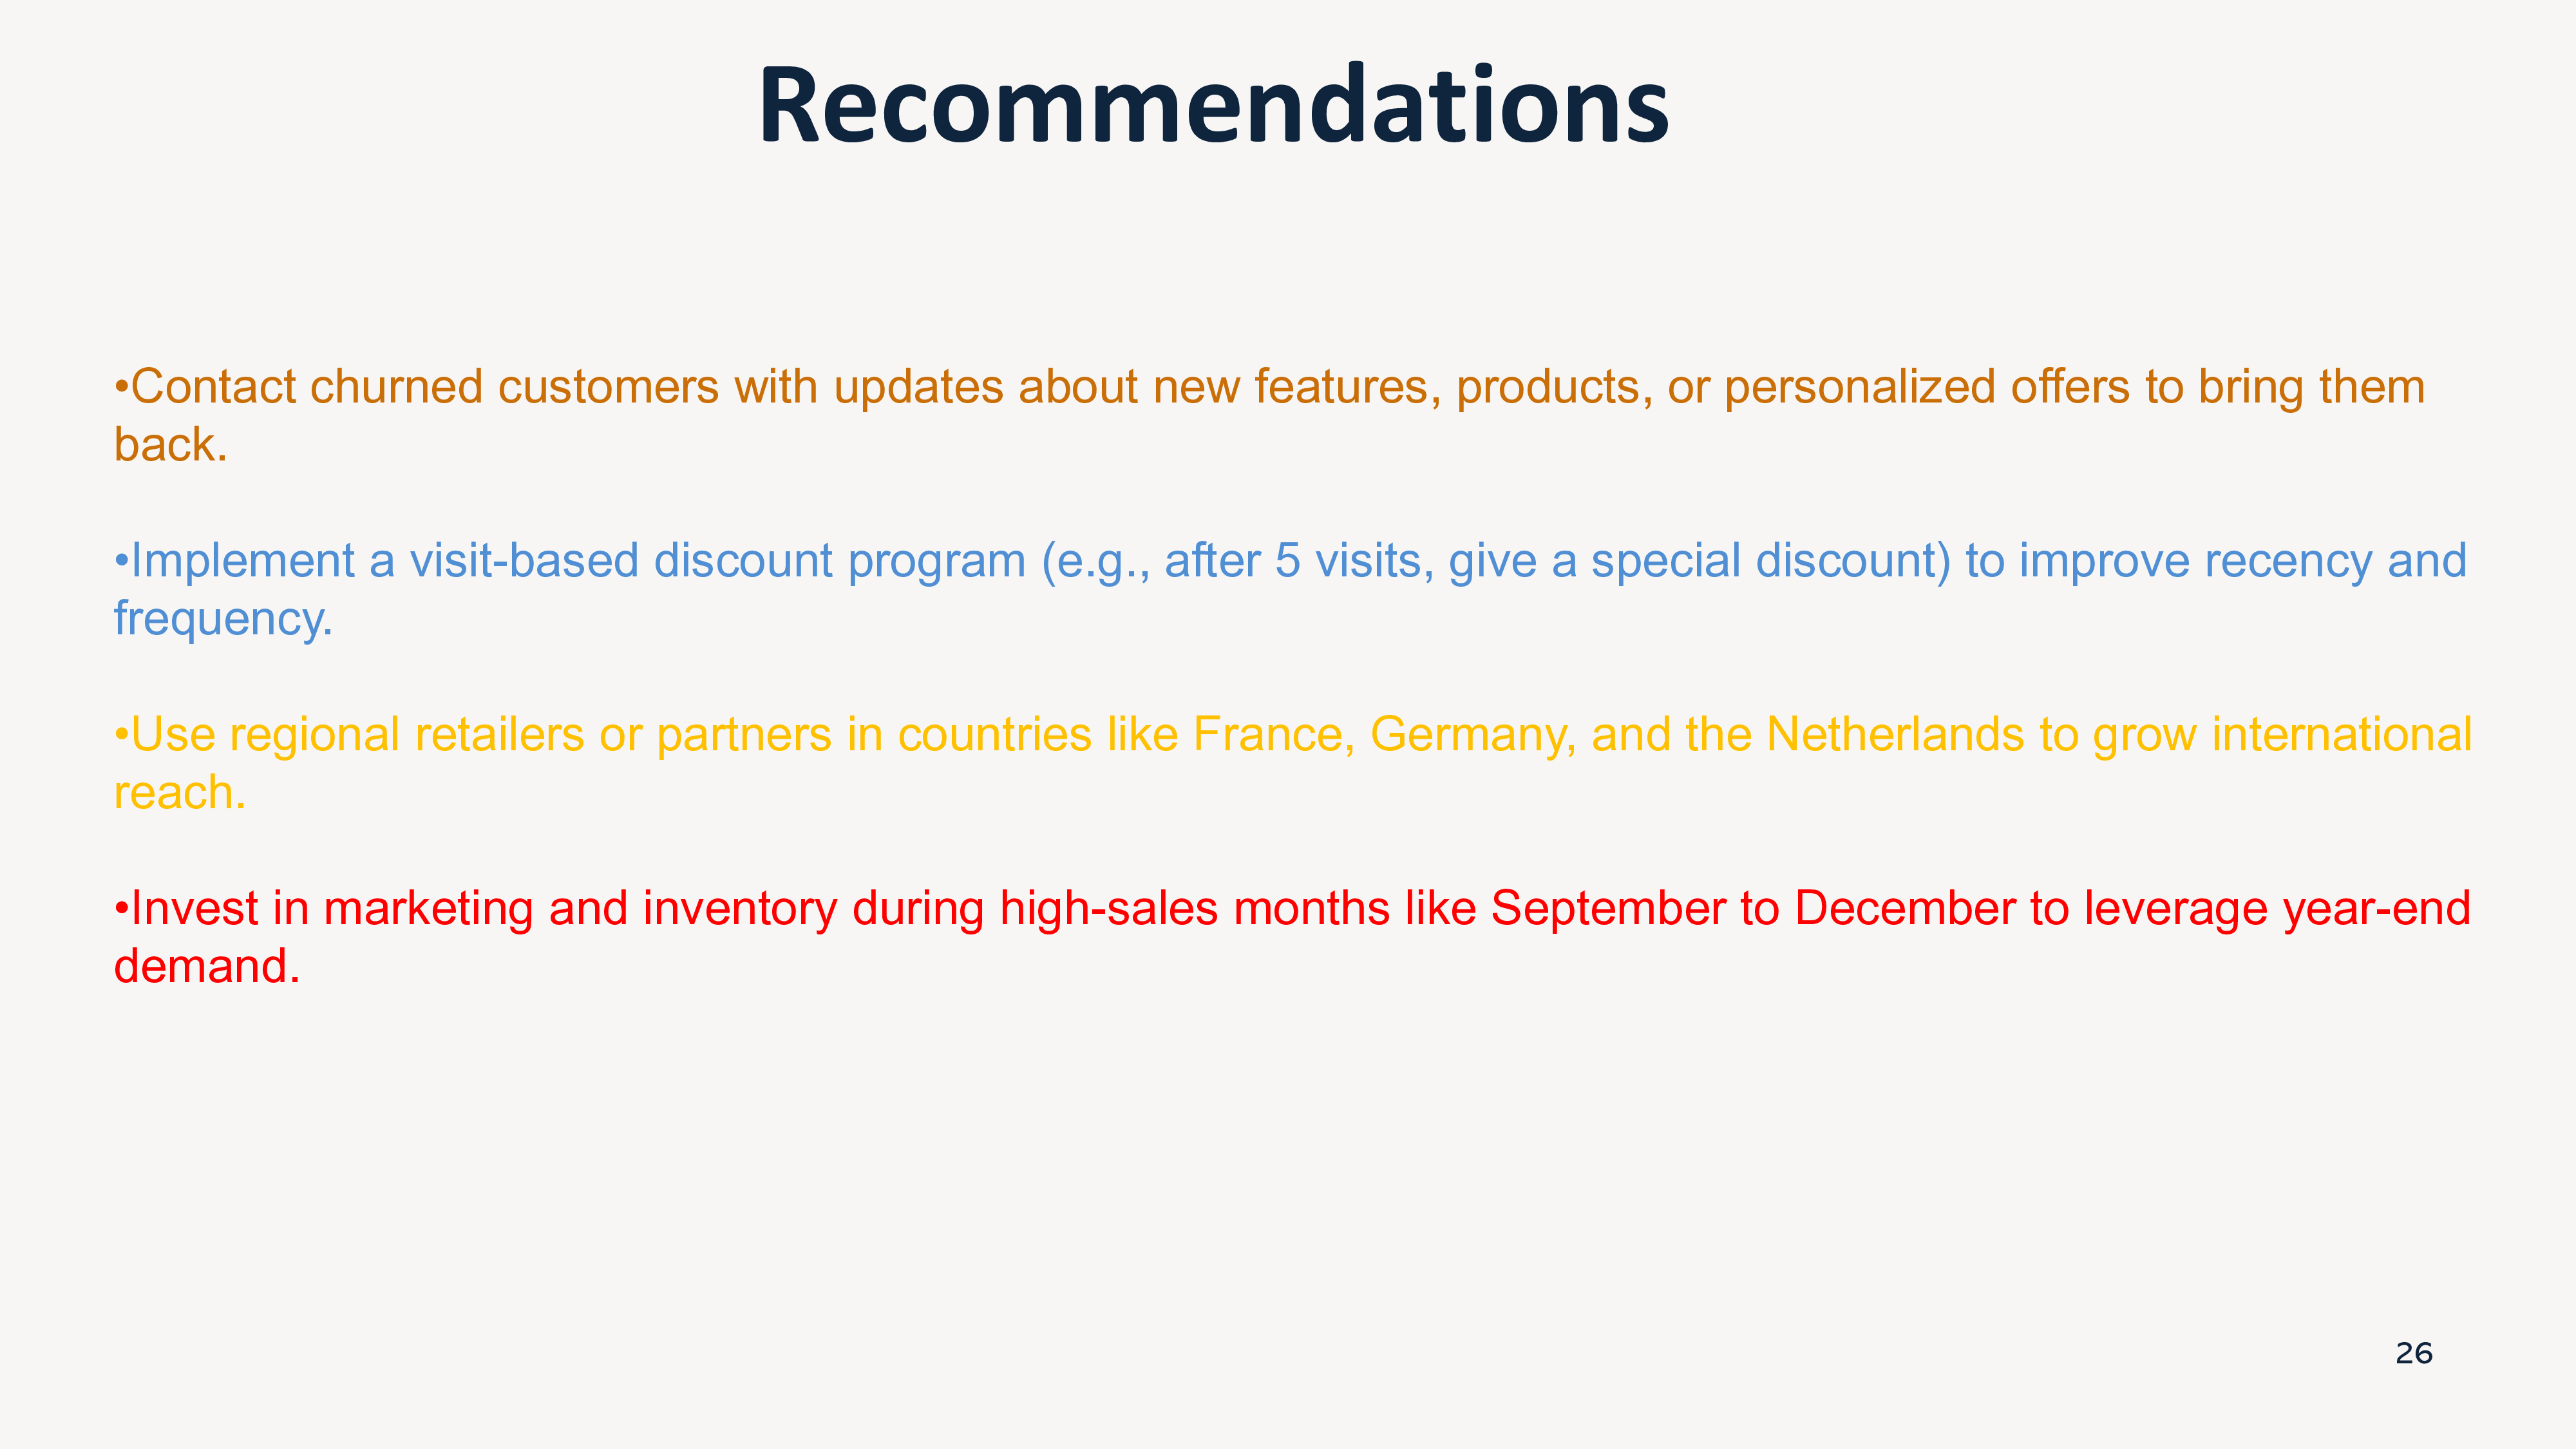 Recommendations
•Contact churned customers with updates about new features, products, or personalized offers to bring them
back.
•Implement a visit-based discount program (e.g., after 5 visits, give a special discount) to improve recency and
frequency.
•Use regional retailers or partners in countries like France, Germany, and the Netherlands to grow international
reach.
•Invest in marketing and inventory during high-sales months like September to December to leverage year-end
demand.
26